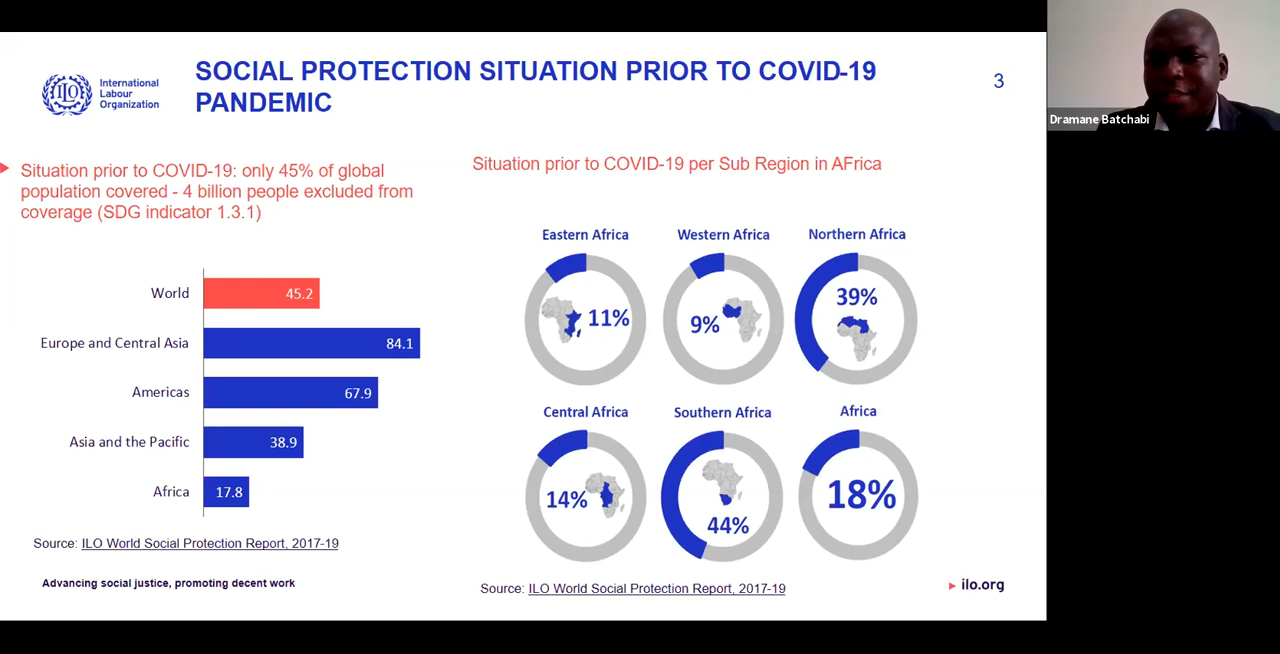 International
Labour
Organization
SOCIAL PROTECTION SITUATION PRIOR TO COVID-19
PANDEMIC
3
Dramane Batchabi
Situation prior to COVID-19: only 45% of global
population covered - 4 billion people excluded from
coverage (SDG indicator 1.3.1)
World
45.2
Europe and Central Asia
84.1
Americas
67.9
Asia and the Pacific
38.9
Africa
17.8
Source: ILO World Social Protection Report, 2017-19
Situation prior to COVID-19 per Sub Region in AFrica
Eastern Africa
11%
Western Africa
9%
Northern Africa
39%
Central Africa
14%
Southern Africa
44%
Africa
18%
Source: ILO World Social Protection Report, 2017-19
Advancing social justice, promoting decent work
ilo.org